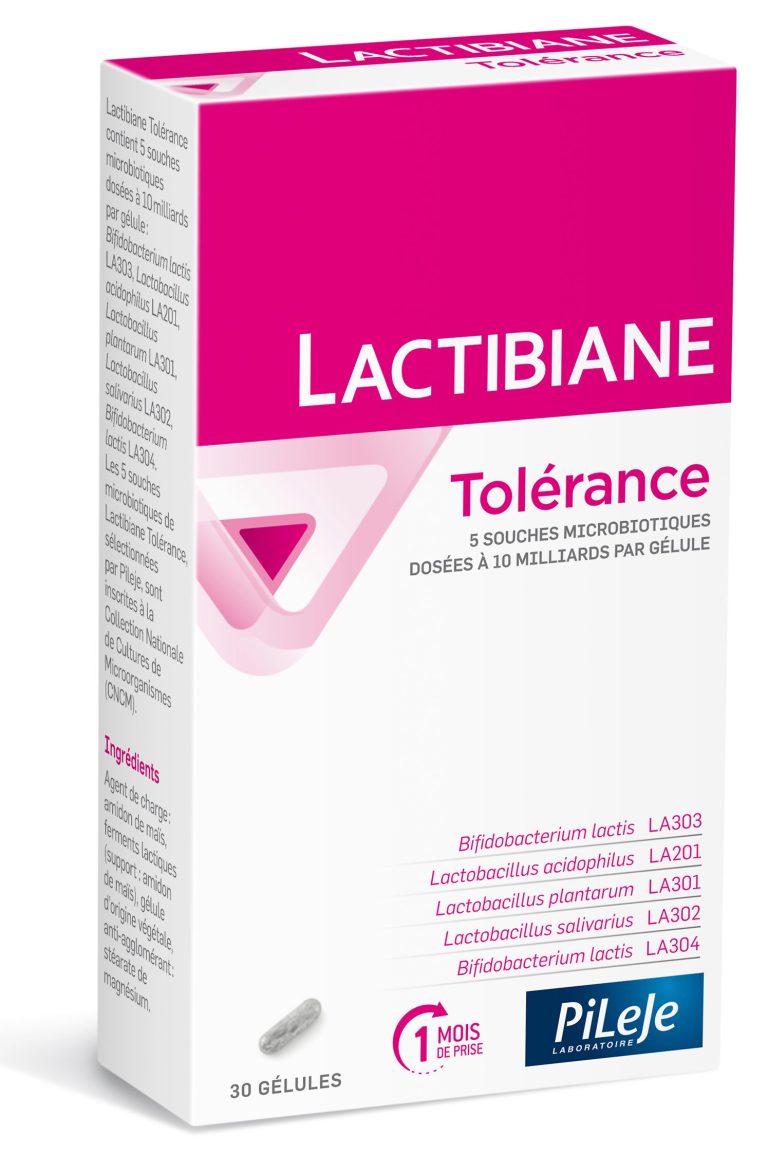 LACTIBIANE
Tolérance
Lactibiane Tolérance
contient 5 souches
microbiotiques
dosées à 10 milliards
par gélule :
Bifidobacterium lactis
LA303, Lactobacillus
acidophilus LA201,
Lactobacillus
plantarum LA301,
Lactobacillus
salivarius LA302,
Bifidobacterium
lactis LA304.
Les 5 souches
microbiotiques de
Lactibiane Tolérance,
sélectionnées
par Pileje, sont
inscrites à la
Collection Nationale
de Cultures de
Microorganismes
(CNCM).
Ingrédients
Agent de charge :
amidon de maïs,
ferments lactiques
(support : amidon
de maïs), gélule
d'origine végétale,
anti-agglomérant :
stéarate de
magnésium.
LACTIBIANE
Tolérance
5 SOUCHES MICROBIOTIQUES
DOSÉES À 10 MILLIARDS PAR GÉLULE
Bifidobacterium lactis LA303
Lactobacillus acidophilus LA201
Lactobacillus plantarum LA301
Lactobacillus salivarius LA302
Bifidobacterium lactis LA304
30 GÉLULES
1 MOIS
DE PRISE
PiLeJe
LABORATOIRE